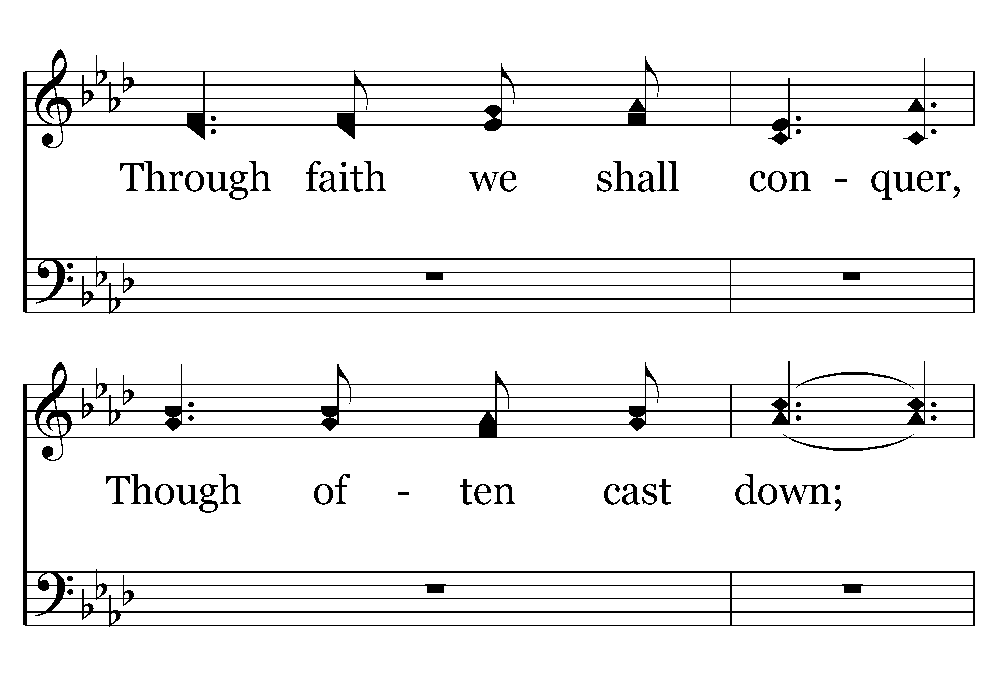 Through faith we shall con - quer,
Though of - ten cast down;